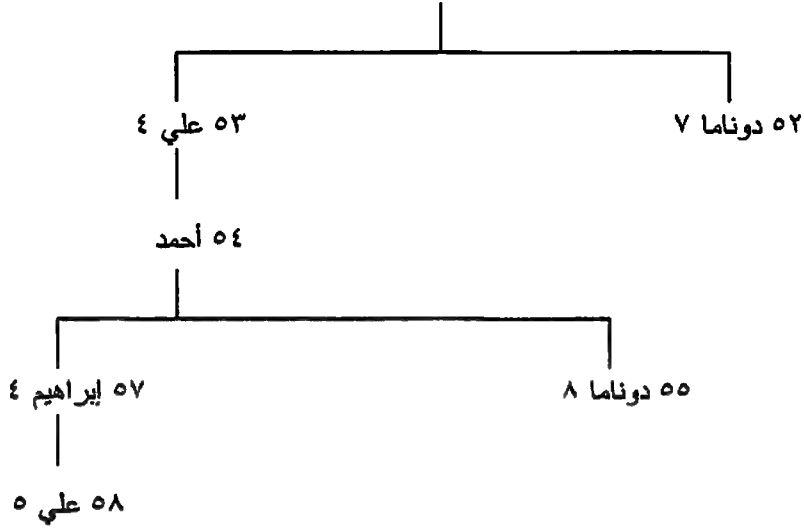 ٥٢ دوناما ٧
٥٣ علي ٤
٥٤ أحمد
٥٥ دوناما ٨
٥٧ إبراهيم ٤
٥٨ علي ٥